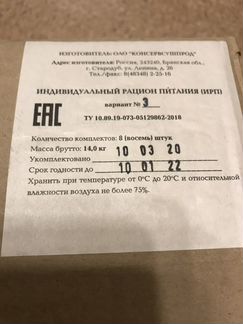 ИЗГОТОВИТЕЛЬ: ОАО "КОНСЕРВСУШПРОД"
Адрес изготовителя: Россия, 243240, Брянская обл.,
г. Стародуб, ул. Ленина, д. 26
Тел./факс: 8(48348) 2-25-16
ИНДИВИДУАЛЬНЫЙ РАЦИОН ПИТАНИЯ (ИРП)
вариант № 3
ТУ 10.89.19-073-05129862-2018
ЕАС
Количество комплектов: 8 (восемь) штук
Масса брутто: 14,0 кг
Укомплектовано 10 03 20
Срок годности до 10 01 22
Хранить при температуре от 0°С до 20°С и относительной
влажности воздуха не более 75%.